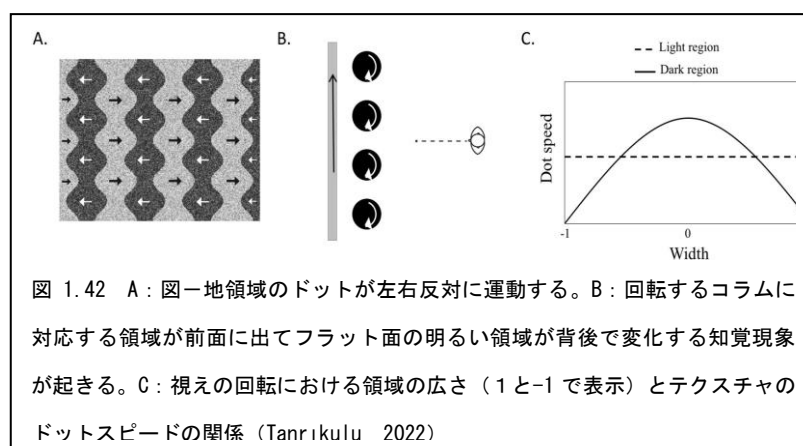 A.
B.
C.
Light region
Dark region
Dot speed
-1
0
Width
図 1.42 A：図ー地領域のドットが左右反対に運動する。B：回転するコラムに
対応する領域が前面に出てフラット面の明るい領域が背後で変化する知覚現象
が起きる。C：視えの回転における領域の広さ（１と-1 で表示）とテクスチャの
ドットスピードの関係（Tanrıkulu 2022）